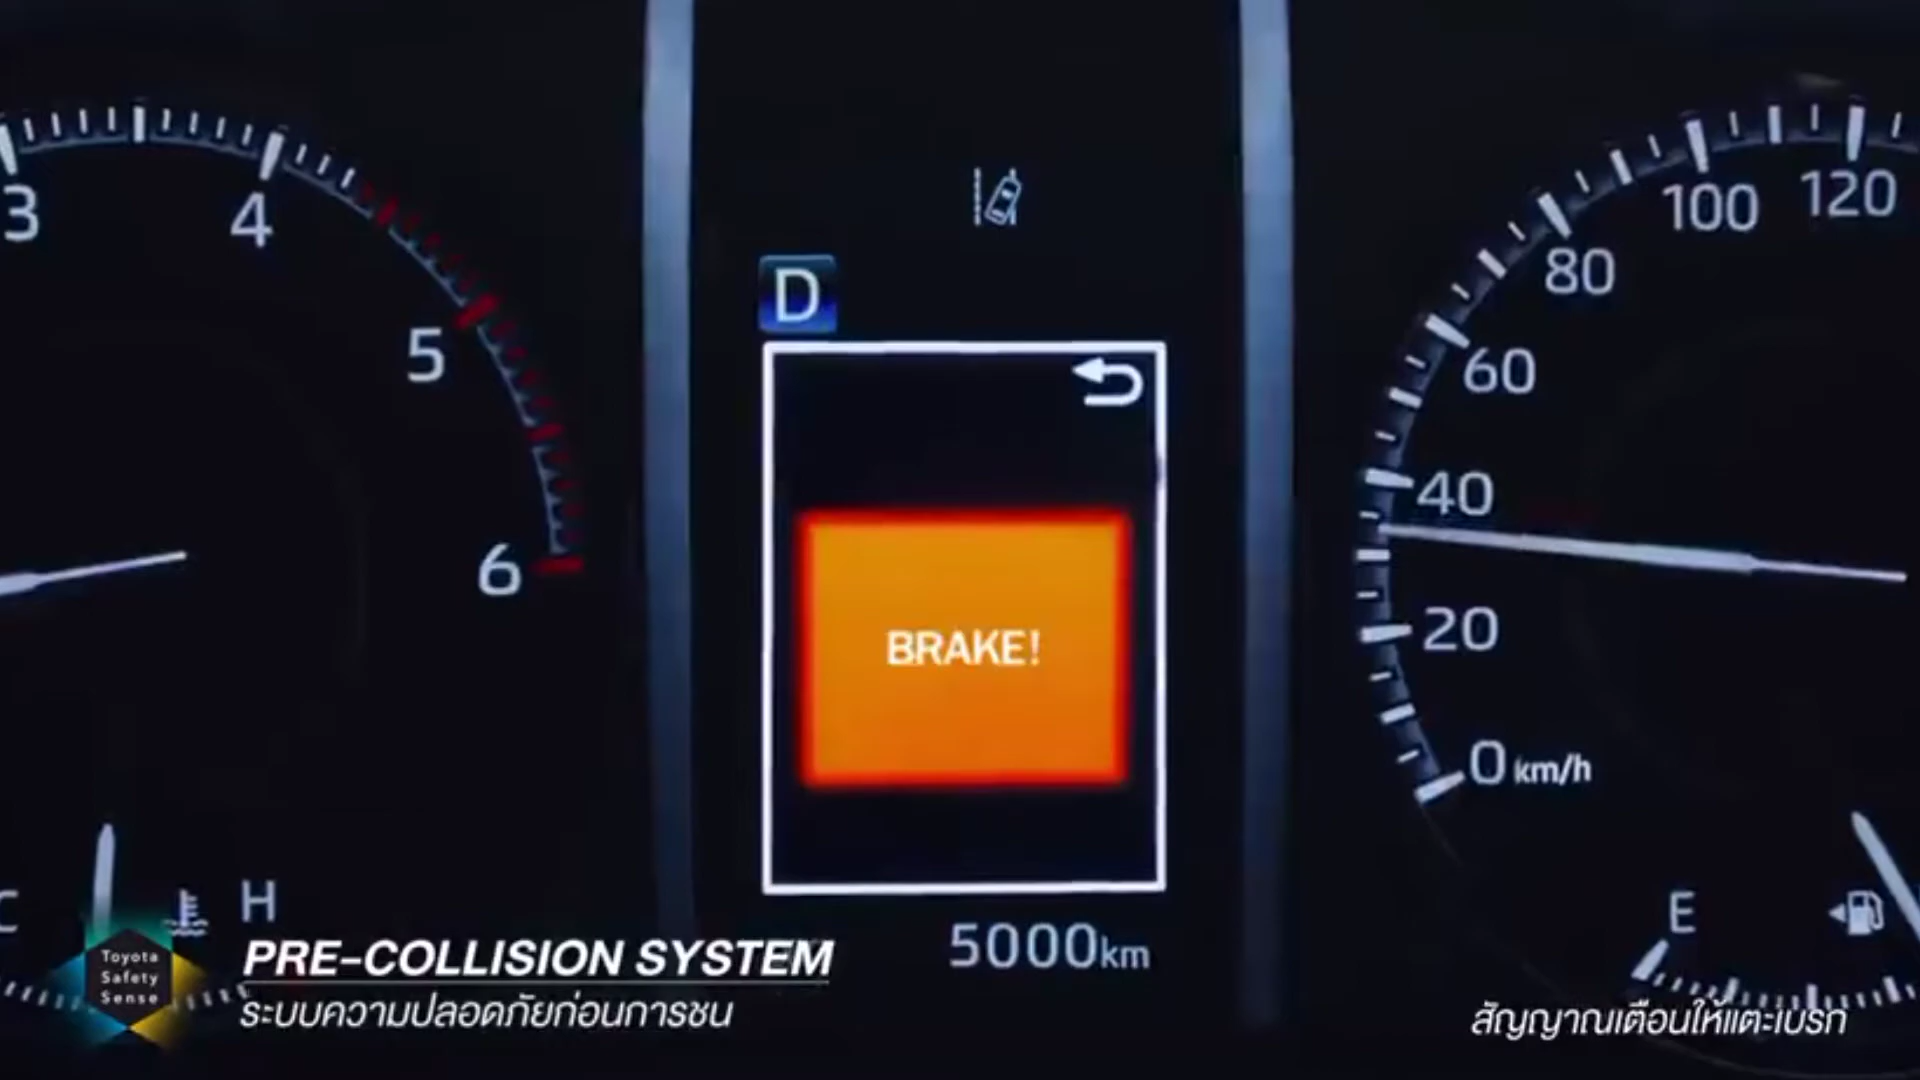 3
4
5
6
D
BRAKE!
5000km
120
100
80
60
40
20
0 km/h
C
H
E
Toyota
Safety
Sense
PRE-COLLISION SYSTEM
ระบบความปลอดภัยก่อนการชน
สัญญาณเตือนให้แตะเบรก